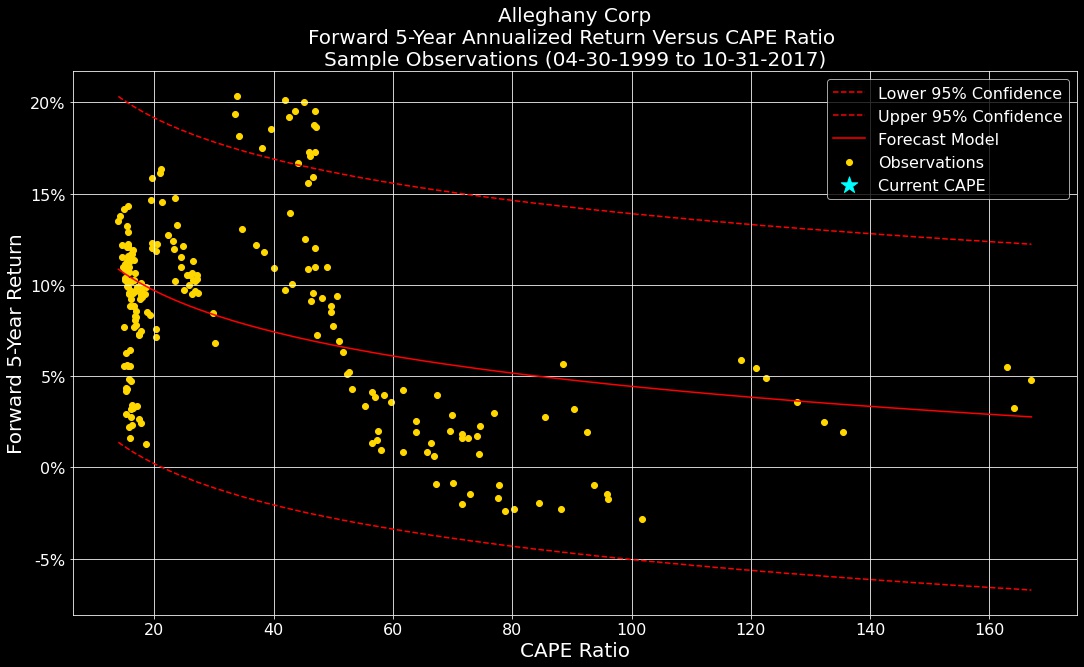 Alleghany Corp
Forward 5-Year Annualized Return Versus CAPE Ratio
Sample Observations (04-30-1999 to 10-31-2017)
Lower 95% Confidence
Upper 95% Confidence
Forecast Model
Observations
Current CAPE
Forward 5-Year Return
20%
15%
10%
5%
0%
-5%
20 40 60 80 100 120 140 160
CAPE Ratio